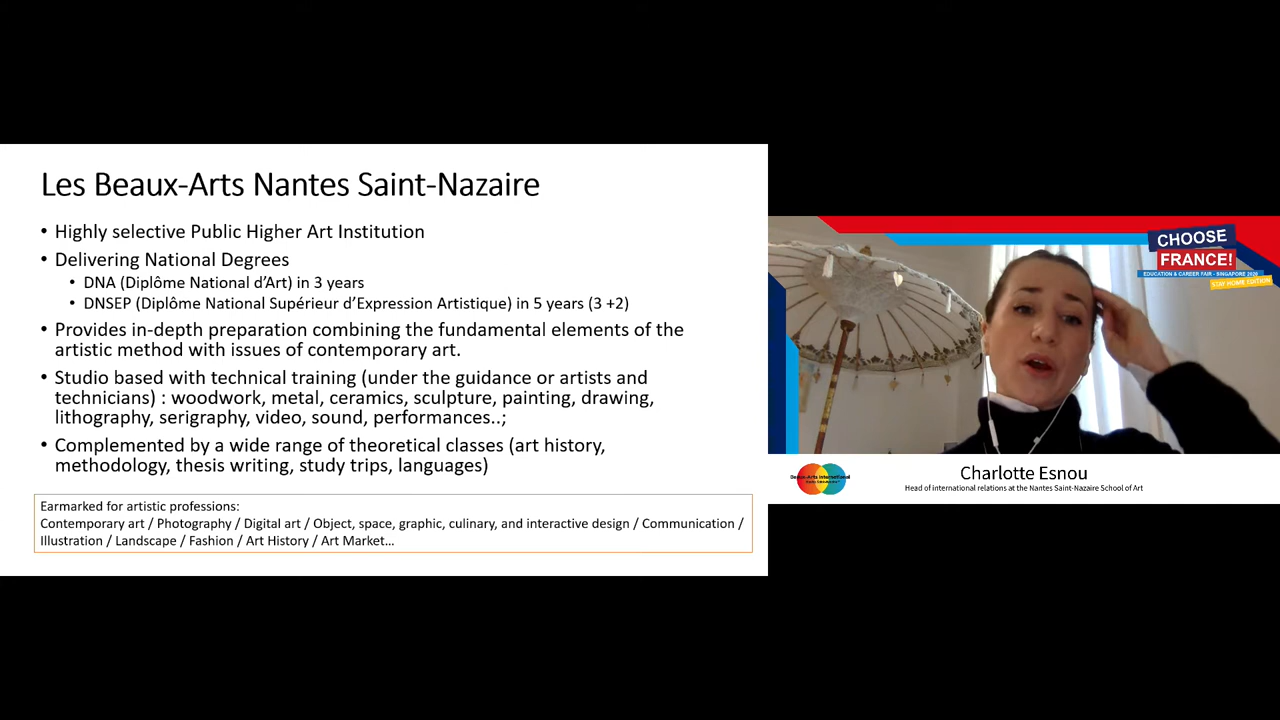 Les Beaux-Arts Nantes Saint-Nazaire
• Highly selective Public Higher Art Institution
• Delivering National Degrees
• DNA (Diplôme National d’Art) in 3 years
• DNSEP (Diplôme National Supérieur d’Expression Artistique) in 5 years (3 +2)
• Provides in-depth preparation combining the fundamental elements of the
artistic method with issues of contemporary art.
• Studio based with technical training (under the guidance or artists and
technicians) : woodwork, metal, ceramics, sculpture, painting, drawing,
lithography, serigraphy, video, sound, performances..;
• Complemented by a wide range of theoretical classes (art history,
methodology, thesis writing, study trips, languages)
Earmarked for artistic professions:
Contemporary art / Photography / Digital art / Object, space, graphic, culinary, and interactive design / Communication /
Illustration / Landscape / Fashion / Art History / Art Market…
CHOOSE
FRANCE!
EDUCATION & CAREER FAIR - SINGAPORE 2020
STAY HOME EDITION
Beaux-Arts International
Charlotte Esnou
Head of international relations at the Nantes Saint-Nazaire School of Art